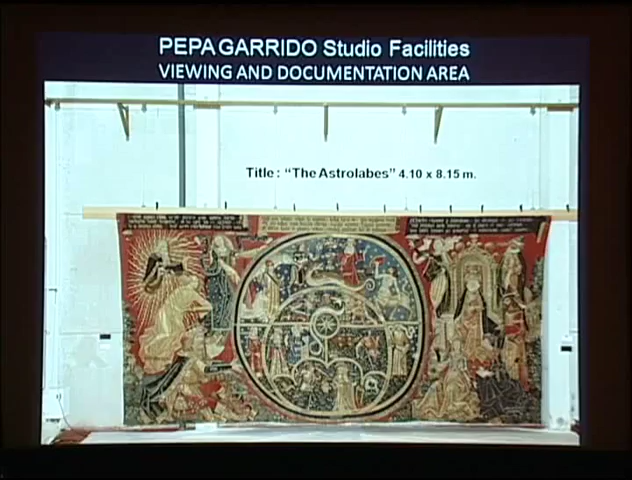 PEPA GARRIDO Studio Facilities
VIEWING AND DOCUMENTATION AREA
Title : “The Astrolabes” 4.10 x 8.15 m.